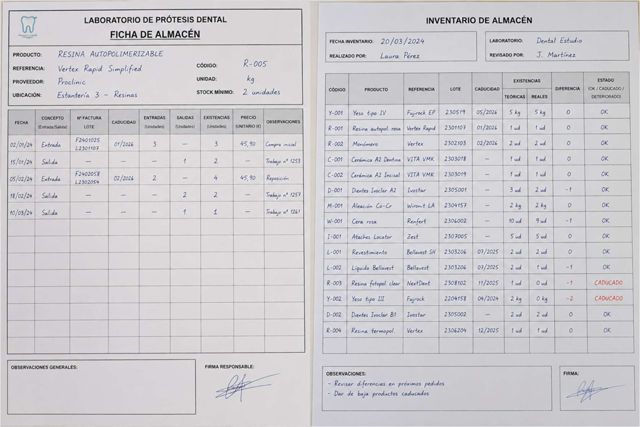 LABORATORIO DE PRÓTESIS DENTAL
FICHA DE ALMACÉN
PRODUCTO: RESINA AUTOPOLIMERIZABLE
REFERENCIA: Vertex Rapid Simplified
PROVEEDOR: Proclinic
UBICACIÓN: Estantería 3 - Resinas
CÓDIGO: R-005
UNIDAD: kg
STOCK MÍNIMO: 2 unidades
FECHA CONCEPTO (Entrada/Salida) Nº FACTURA LOTE CADUCIDAD ENTRADAS (Unidades) SALIDAS (Unidades) EXISTENCIAS (Unidades) PRECIO (UNITARIO (€) OBSERVACIONES
02/01/24 Entrada F2401025 L2301107 01/2026 3 — 3 45,90 Compra inicial
15/01/24 Salida — — 1 2 — Trabajo nº 1253
05/02/24 Entrada F2402058 L2302054 02/2026 2 — 4 45,90 Reposición
18/02/24 Salida — — 2 2 — Trabajo nº 1257
10/03/24 Salida — — 1 1 — Trabajo nº 1261
OBSERVACIONES GENERALES:
FIRMA RESPONSABLE:
INVENTARIO DE ALMACÉN
FECHA INVENTARIO: 20/03/2024
REALIZADO POR: Laura Pérez
LABORATORIO: Dental Estudio
REVISADO POR: J. Martínez
CÓDIGO PRODUCTO REFERENCIA LOTE CADUCIDAD EXISTENCIAS TEÓRICAS REALES DIFERENCIA ESTADO (OK / CADUCADO / DETERIORADO)
Y-001 Yeso tipo IV Fujirock EP 230519 05/2026 5 kg 5 kg 0 OK
R-001 Resina autopol. rosa Vertex Rapid 2301107 01/2026 1 ud 1 ud 0 OK
R-002 Monómero Vertex 2302103 02/2026 2 ud 2 ud 0 OK
C-001 Cerámica A2 Dentina VITA VMK 2303018 — 1 ud 1 ud 0 OK
C-002 Cerámica A2 Incisal VITA VMK 2303019 — 1 ud 1 ud 0 OK
D-001 Dientes Inoclar A2 Ivostar 2305001 — 3 ud 2 ud -1 OK
M-001 Aleación Co-Cr Wironit LA 2304157 — 2 kg 2 kg 0 OK
W-001 Cera rosa Renfert 2306002 — 10 ud 9 ud -1 OK
I-001 Ataches Locator Zest 2307005 — 5 ud 5 ud 0 OK
L-001 Revestimiento Bellavest SH 2303206 07/2025 2 ud 2 ud 0 OK
L-002 Líquido Bellavest Bellavest 2303206 07/2025 1 ud 0 ud -1 OK
R-003 Resina fotopol clear NextDent 2308102 11/2025 1 ud 0 ud -1 CADUCADO
Y-002 Yeso tipo III Fujirock 2204158 04/2024 2 kg 0 kg -2 CADUCADO
D-002 Dientes Inoclar B1 Ivostar 2305002 — 2 ud 2 ud 0 OK
R-004 Resina termopol. Vertex 2306204 12/2025 1 ud 1 ud 0 OK
OBSERVACIONES:
- Revisar diferencias en próximos pedidos
- Dar de baja productos caducados
FIRMA: